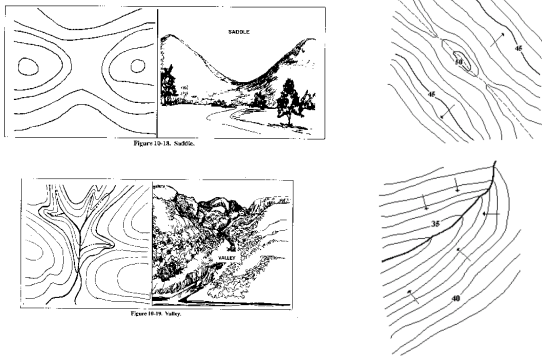 SADDLE
Figure 10-18. Saddle.
45
50
45
VALLEY
Figure 10-19. Valley.
35
40